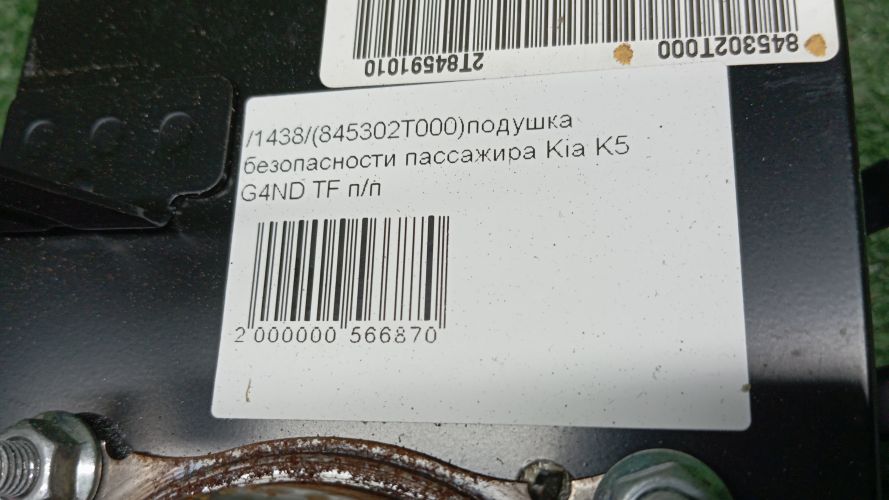 845302T000
2T84591010
/1438/(845302T000)подушка
безопасности пассажира Kia K5
G4ND TF п/п
2 000000 566870